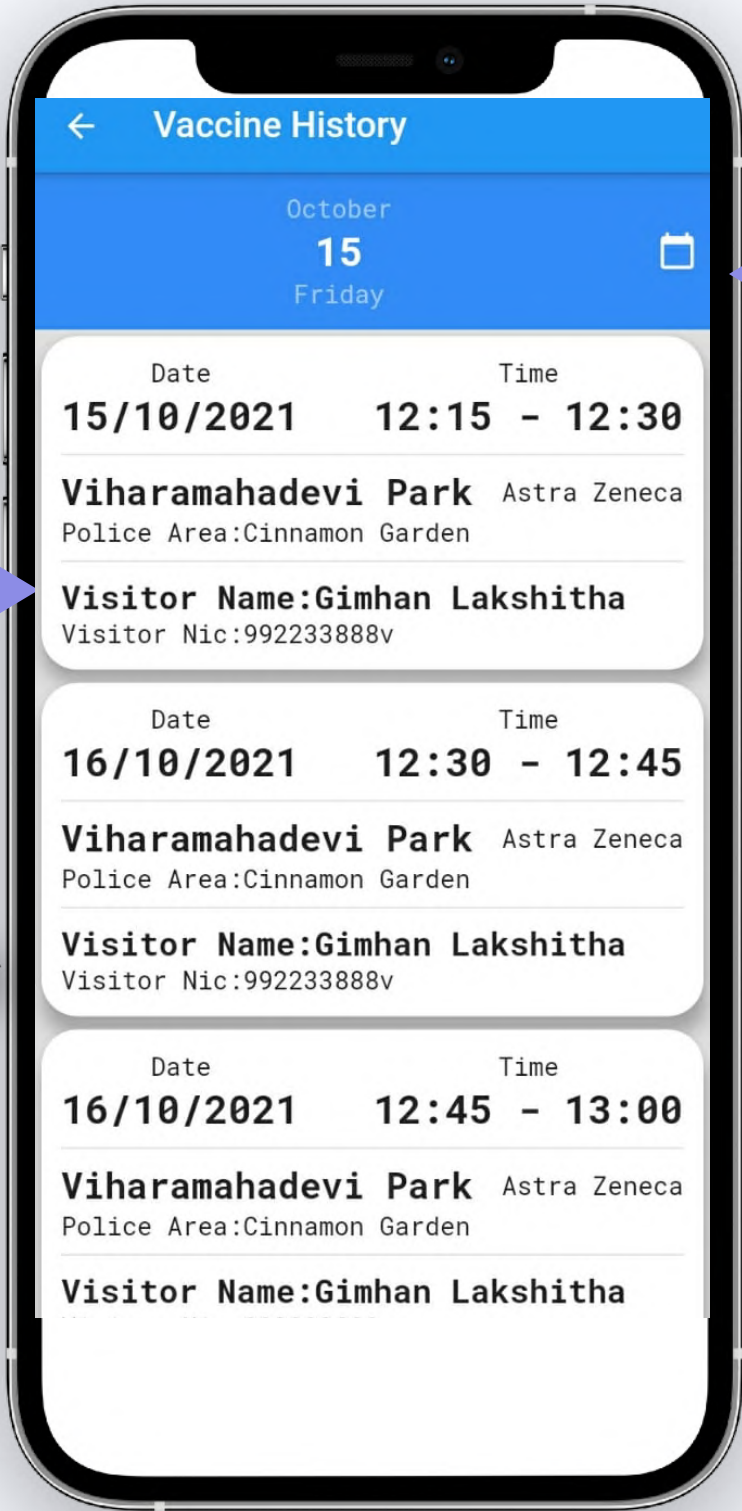 Vaccine History
October
15
Friday
Date Time
15/10/2021 12:15 - 12:30
Viharamahadevi Park Astra Zeneca
Police Area:Cinnamon Garden
Visitor Name:Gimhan Lakshitha
Visitor Nic:992233888v
Date Time
16/10/2021 12:30 - 12:45
Viharamahadevi Park Astra Zeneca
Police Area:Cinnamon Garden
Visitor Name:Gimhan Lakshitha
Visitor Nic:992233888v
Date Time
16/10/2021 12:45 - 13:00
Viharamahadevi Park Astra Zeneca
Police Area:Cinnamon Garden
Visitor Name:Gimhan Lakshitha